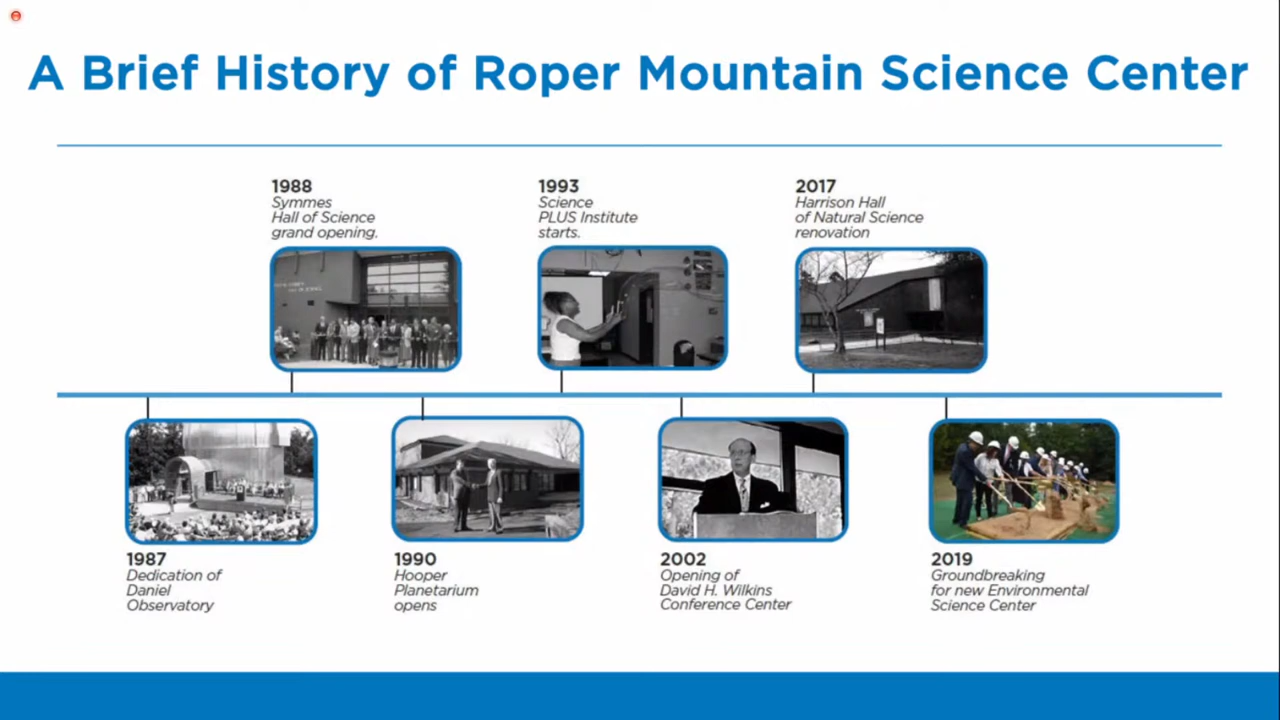 A Brief History of Roper Mountain Science Center
1988
Symmes
Hall of Science
grand opening.
1993
Science
PLUS Institute
starts.
2017
Harrison Hall
of Natural Science
renovation
1987
Dedication of
Daniel
Observatory
1990
Hooper
Planetarium
opens
2002
Opening of
David H. Wilkins
Conference Center
2019
Groundbreaking
for new Environmental
Science Center